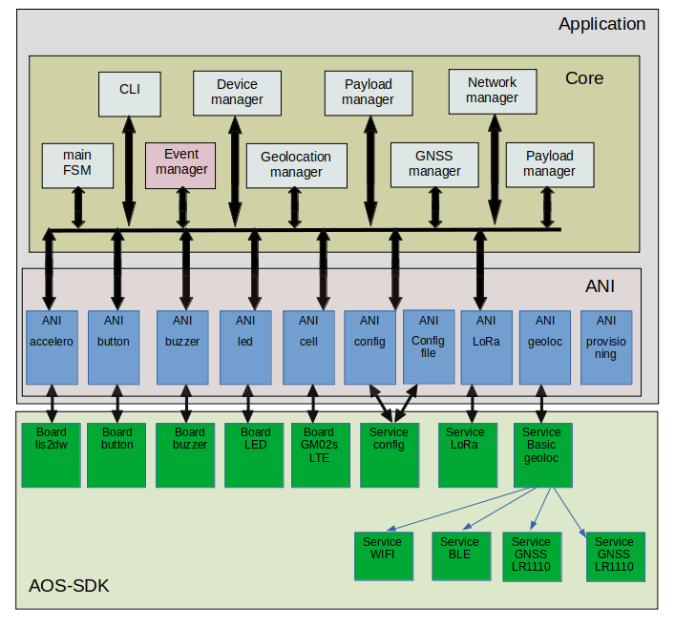 Application
Core
CLI
Device
manager
Payload
manager
Network
manager
main
FSM
Event
manager
Geolocation
manager
GNSS
manager
Payload
manager
ANI
ANI
accelero
ANI
button
ANI
buzzer
ANI
led
ANI
cell
ANI
config
ANI
Config
file
ANI
LoRa
ANI
geoloc
ANI
provisio
ning
Board
lis2dw
Board
button
Board
buzzer
Board
LED
Board
GM02s
LTE
Service
config
Service
LoRa
Service
Basic
geoloc
Service
WIFI
Service
BLE
Service
GNSS
LR1110
Service
GNSS
LR1110
AOS-SDK